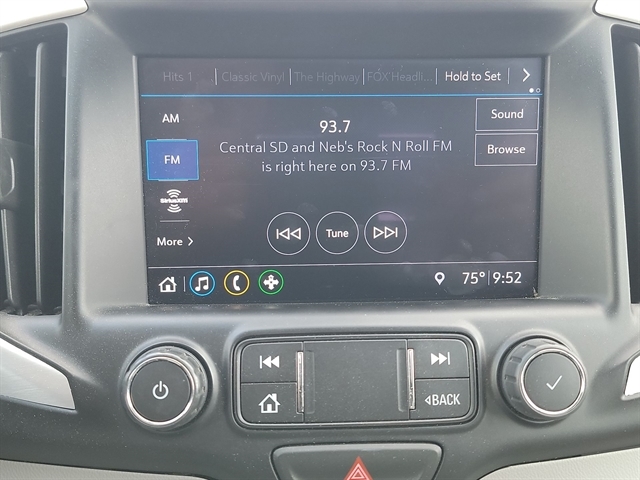 Hits 1 Classic Vinyl The Highway FOX Headli... Hold to Set
AM
93.7
Sound
FM
Central SD and Neb's Rock N Roll FM
is right here on 93.7 FM
Browse
SiriusXM
Tune
More
75° 9:52
BACK